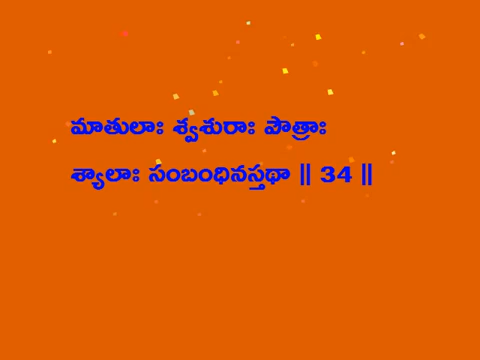 మాతులాః శ్వశురాః పౌత్రాః
శ్యాలాః సంబంధినస్తథా || 34 ||